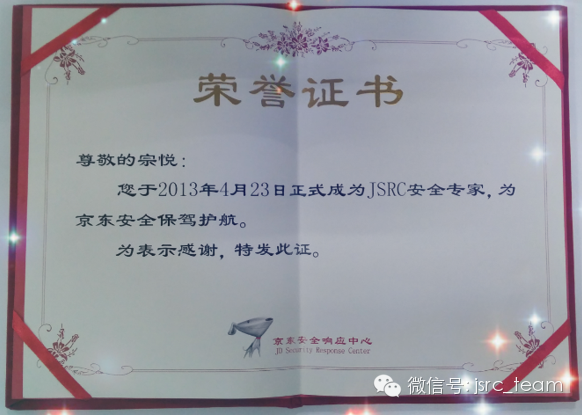 荣誉证书
尊敬的宗悦：
您于2013年4月23日正式成为JSRC安全专家，为
京东安全保驾护航。
为表示感谢，特发此证。
京东安全响应中心
JD Security Response Center
微信号: jsrc_team